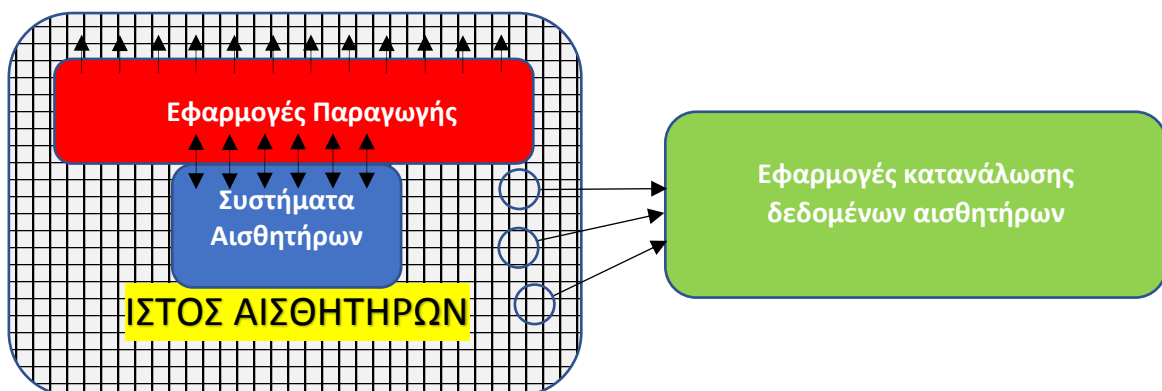 Εφαρμογές Παραγωγής
Συστήματα
Αισθητήρων
ΙΣΤΟΣ ΑΙΣΘΗΤΗΡΩΝ
Εφαρμογές κατανάλωσης
δεδομένων αισθητήρων